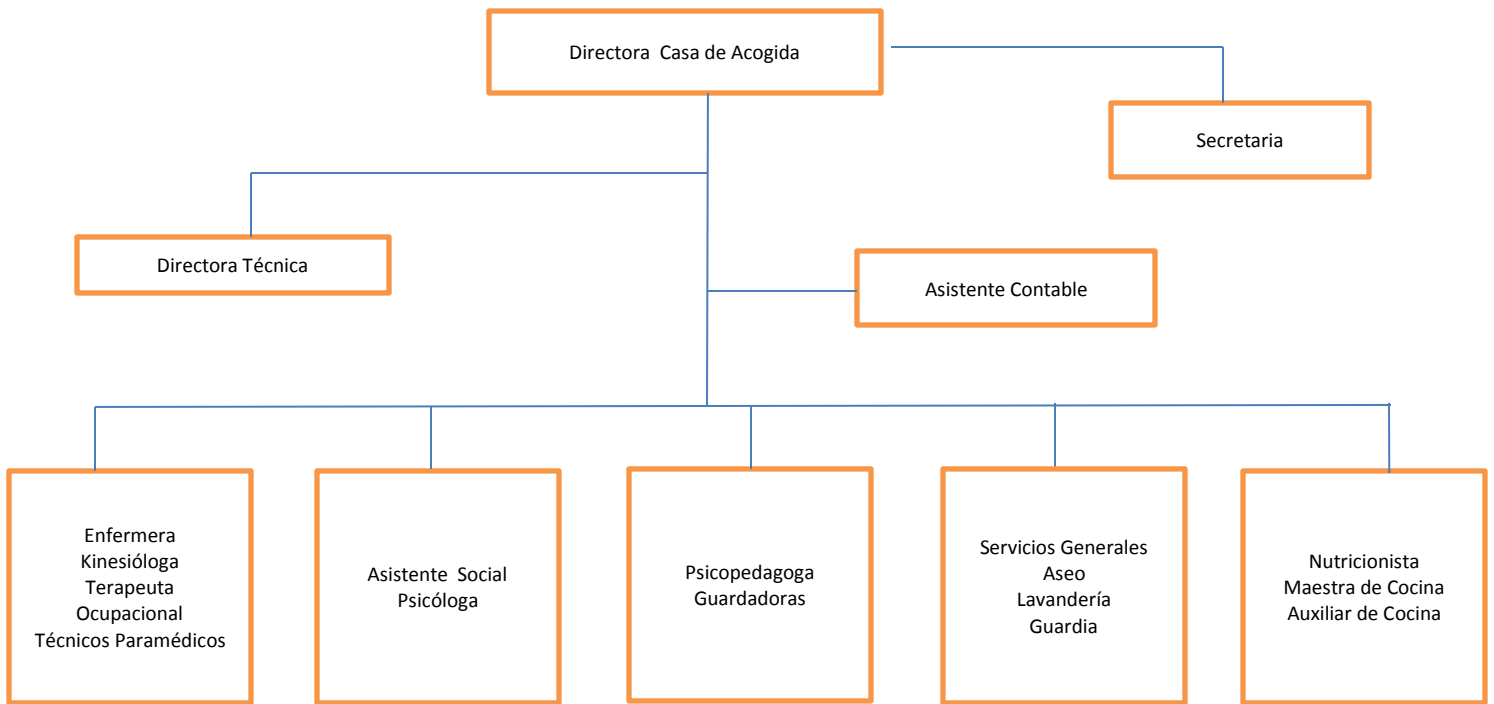 Directora  Casa de Acogida
Secretaria
Directora Técnica
Asistente Contable
Enfermera
Kinesióloga
Terapeuta
Ocupacional
Técnicos Paramédicos
Asistente  Social
Psicóloga
Psicopedagoga
Guardadoras
Servicios Generales
Aseo
Lavandería
Guardia
Nutricionista
Maestra de Cocina
Auxiliar de Cocina